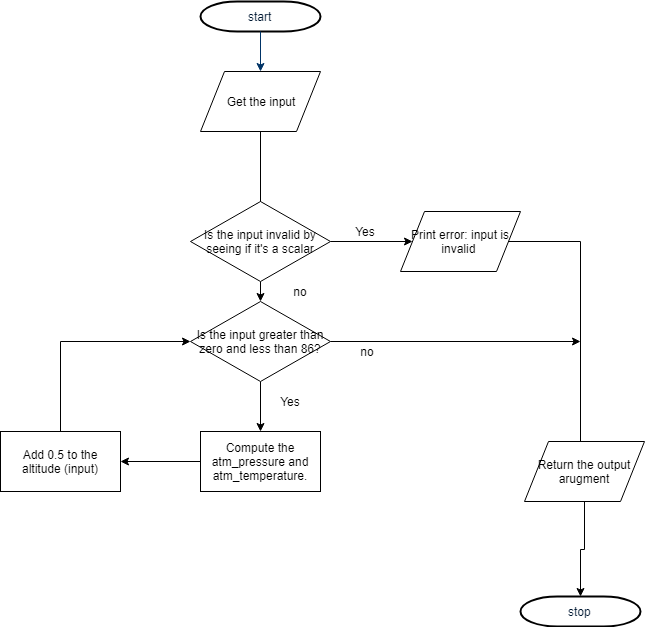 start
Get the input
Is the input invalid by
seeing if it's a scalar
Yes
Print error: input is
invalid
no
Is the input greater than
zero and less than 86?
no
Yes
Add 0.5 to the
altitude (input)
Compute the
atm_pressure and
atm_temperature.
Return the output
arugment
stop